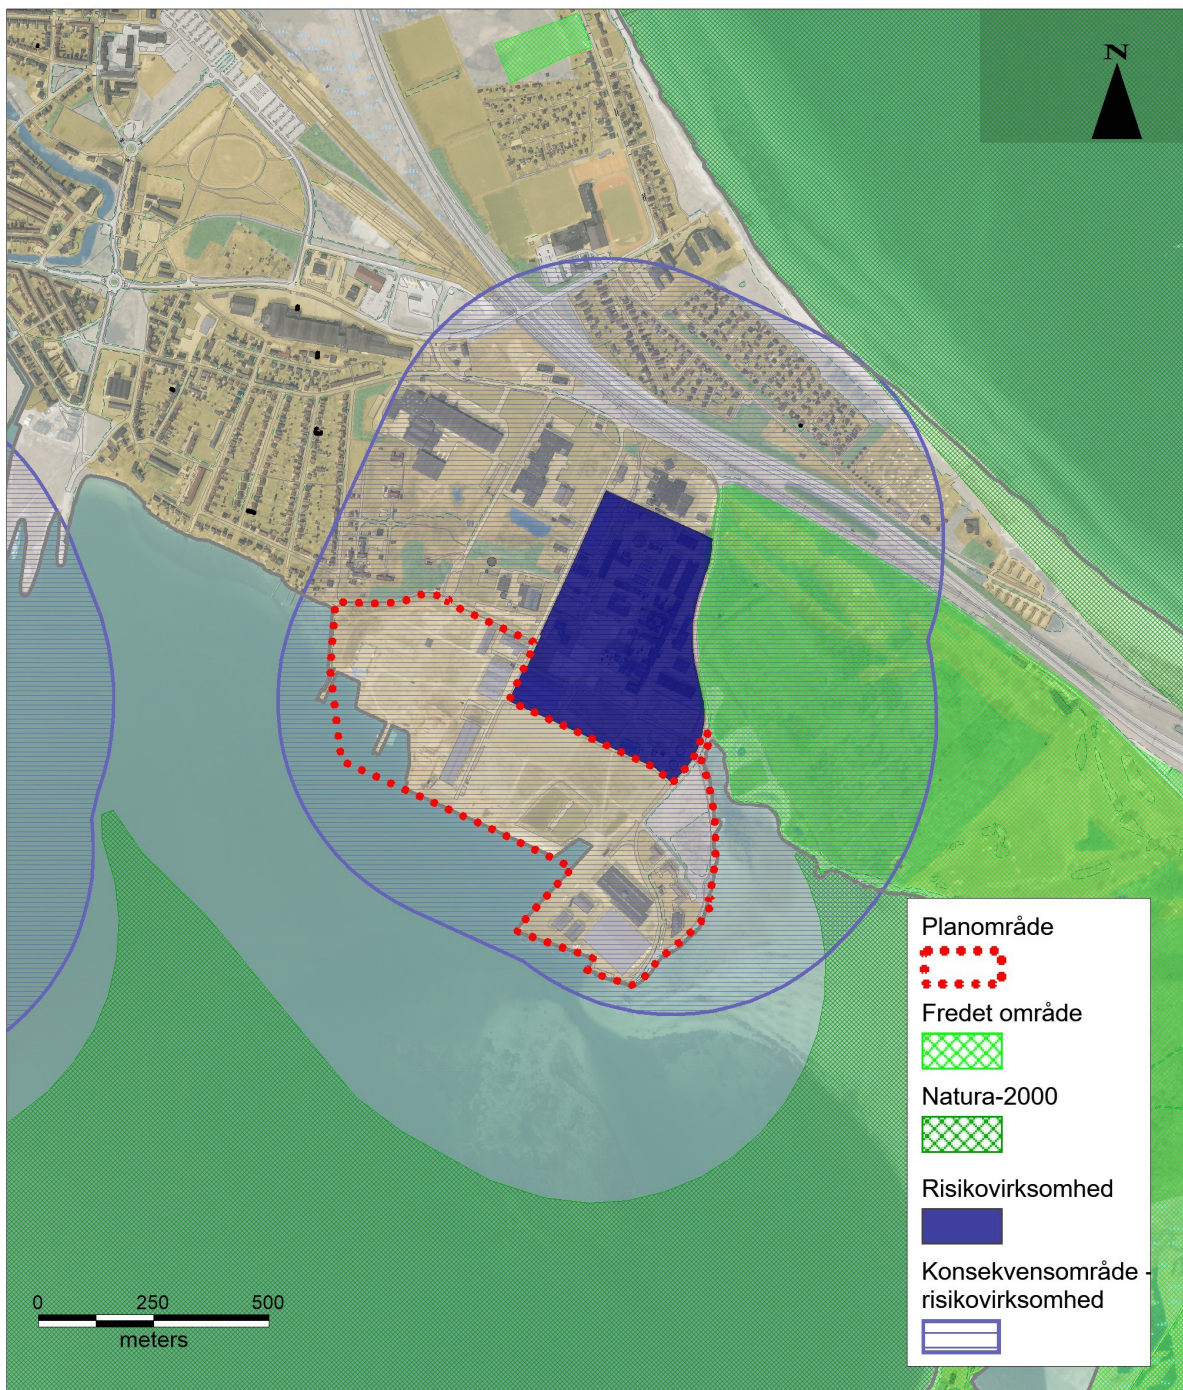 N
Planområde
Fredet område
Natura-2000
Risikovirksomhed
Konsekvensområde -
risikovirksomhed
0 250 500
meters